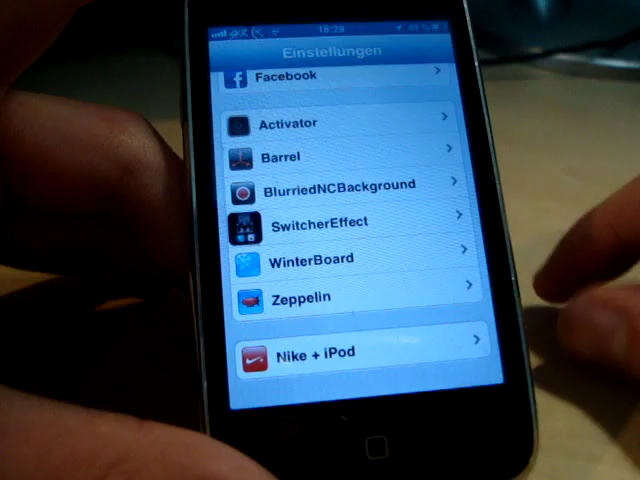 18:29
Einstellungen
Facebook
Activator
Barrel
BlurriedNCBackground
SwitcherEffect
WinterBoard
Zeppelin
Nike + iPod